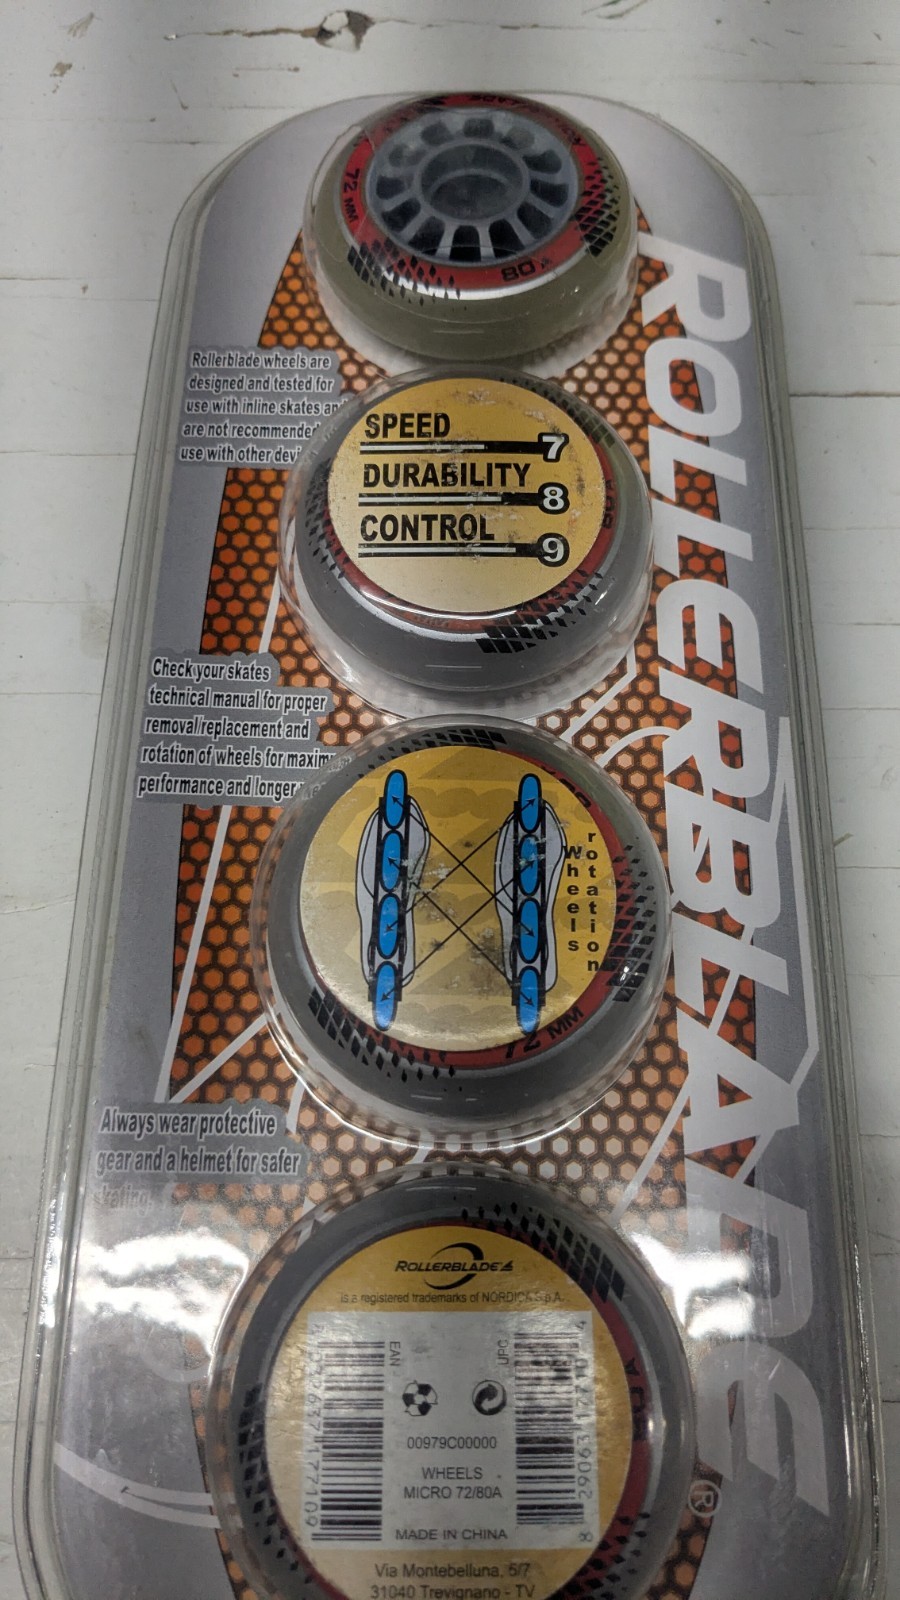 72 MM
80A
ROLLERBLADE®
Rollerblade wheels are
designed and tested for
use with inline skates and
are not recommended
use with other
SPEED
7
DURABILITY
8
CONTROL
9
Check your skates
technical manual for proper
removal/replacement and
rotation of wheels for maximum
performance and longer
Wheels
rotation
72 MM
Always wear protective
gear and a helmet for safer
skating.
ROLLERBLADE
is a registered trademarks of NORDICA S.p.A.
EAN
UPC
00979C00000
WHEELS
MICRO 72/80A
MADE IN CHINA
Via Montebelluna, 5/7
31040 Trevignano - TV